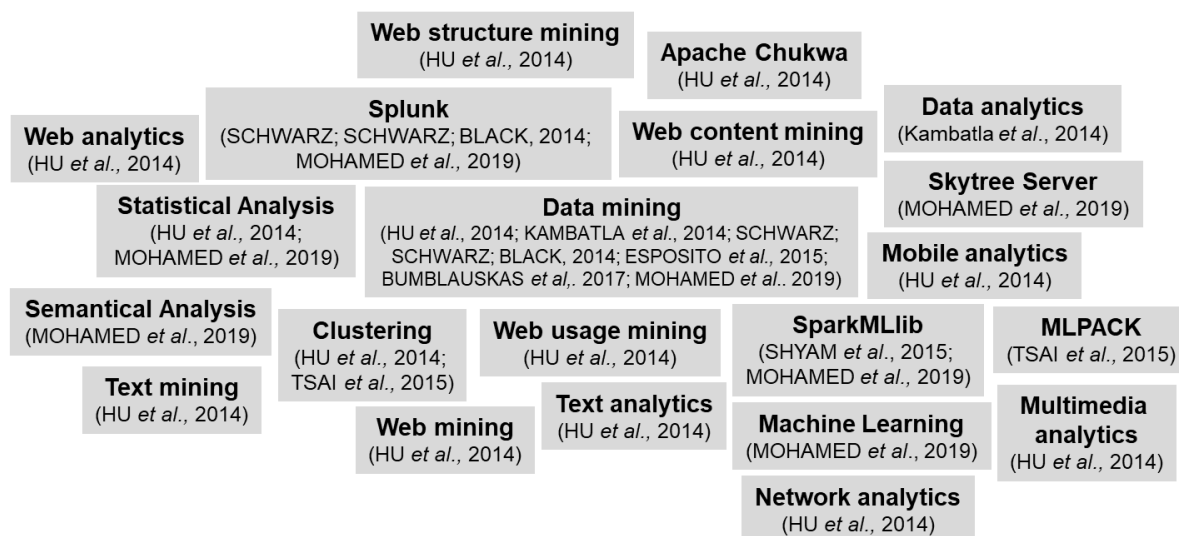 Web structure mining
(HU et al., 2014)
Apache Chukwa
(HU et al., 2014)
Splunk
(SCHWARZ; SCHWARZ; BLACK, 2014;
MOHAMED et al., 2019)
Data analytics
(Kambatla et al., 2014)
Web analytics
(HU et al., 2014)
Web content mining
(HU et al., 2014)
Skytree Server
(MOHAMED et al., 2019)
Statistical Analysis
(HU et al., 2014;
MOHAMED et al., 2019)
Data mining
(HU et al., 2014; KAMBATLA et al., 2014; SCHWARZ;
SCHWARZ; BLACK, 2014; ESPOSITO et al., 2015;
BUMBLAUSKAS et al,. 2017; MOHAMED et al.. 2019)
Mobile analytics
(HU et al., 2014)
Semantical Analysis
(MOHAMED et al., 2019)
Clustering
(HU et al., 2014;
TSAI et al., 2015)
Web usage mining
(HU et al., 2014)
SparkMLlib
(SHYAM et al., 2015;
MOHAMED et al., 2019)
MLPACK
(TSAI et al., 2015)
Text mining
(HU et al., 2014)
Web mining
(HU et al., 2014)
Text analytics
(HU et al., 2014)
Machine Learning
(MOHAMED et al., 2019)
Multimedia
analytics
(HU et al., 2014)
Network analytics
(HU et al., 2014)